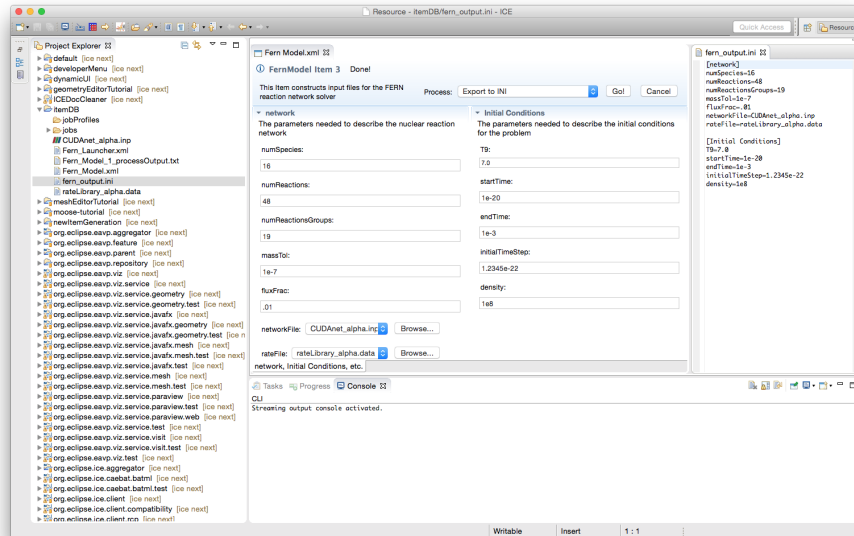 Resource - itemDB/fern_output.ini - ICE
Quick Access
Resource
Project Explorer
default [ice next]
developerMenu [ice next]
dynamicUI [ice next]
geometryEditorTutorial [ice next]
ICEDocCleaner [ice next]
itemDB
jobProfiles
jobs
CUDAnet_alpha.inp
Fern_Launcher.xml
Fern_Model_1_processOutput.txt
Fern_Model.xml
fern_output.ini
rateLibrary_alpha.data
meshEditorTutorial [ice next]
moose-tutorial [ice next]
newItemGeneration [ice next]
org.eclipse.eavp.aggregator [ice next]
org.eclipse.eavp.feature [ice next]
org.eclipse.eavp.parent [ice next]
org.eclipse.eavp.repository [ice next]
org.eclipse.eavp.viz [ice next]
org.eclipse.eavp.viz.service [ice next]
org.eclipse.eavp.viz.service.geometry [ice next]
org.eclipse.eavp.viz.service.geometry.test [ice next]
org.eclipse.eavp.viz.service.javafx [ice next]
org.eclipse.eavp.viz.service.javafx.geometry [ice next]
org.eclipse.eavp.viz.service.javafx.geometry.test [ice n
org.eclipse.eavp.viz.service.javafx.mesh [ice next]
org.eclipse.eavp.viz.service.javafx.mesh.test [ice next]
org.eclipse.eavp.viz.service.javafx.test [ice next]
org.eclipse.eavp.viz.service.mesh [ice next]
org.eclipse.eavp.viz.service.mesh.test [ice next]
org.eclipse.eavp.viz.service.paraview [ice next]
org.eclipse.eavp.viz.service.paraview.test [ice next]
org.eclipse.eavp.viz.service.paraview.web [ice next]
org.eclipse.eavp.viz.service.test [ice next]
org.eclipse.eavp.viz.service.visit [ice next]
org.eclipse.eavp.viz.service.visit.test [ice next]
org.eclipse.eavp.viz.test [ice next]
org.eclipse.ice.aggregator [ice next]
org.eclipse.ice.caebat.batml [ice next]
org.eclipse.ice.caebat.batml.test [ice next]
org.eclipse.ice.client [ice next]
org.eclipse.ice.client.compatibility [ice next]
org.eclipse.ice.client.rcp [ice next]
Fern Model.xml
FernModel Item 3 Done!
This Item constructs input files for the FERN
reaction network solver
Process: Export to INI Go! Cancel
network
The parameters needed to describe the nuclear reaction
network
numSpecies:
16
numReactions:
48
numReactionsGroups:
19
massTol:
1e-7
fluxFrac:
.01
networkFile: CUDAnet_alpha.inp Browse...
rateFile: rateLibrary_alpha.data Browse...
Initial Conditions
The parameters needed to describe the initial conditions
for the problem
T9:
7.0
startTime:
1e-20
endTime:
1e-3
initialTimeStep:
1.2345e-22
density:
1e8
network, Initial Conditions, etc.
fern_output.ini
[network]
numSpecies=16
numReactions=48
numReactionsGroups=19
massTol=1e-7
fluxFrac=.01
networkFile=CUDAnet_alpha.inp
rateFile=rateLibrary_alpha.data
[Initial Conditions]
T9=7.0
startTime=1e-20
endTime=1e-3
initialTimeStep=1.2345e-22
density=1e8
Tasks Progress Console
CLI
Streaming output console activated.
Writable Insert 1 : 1